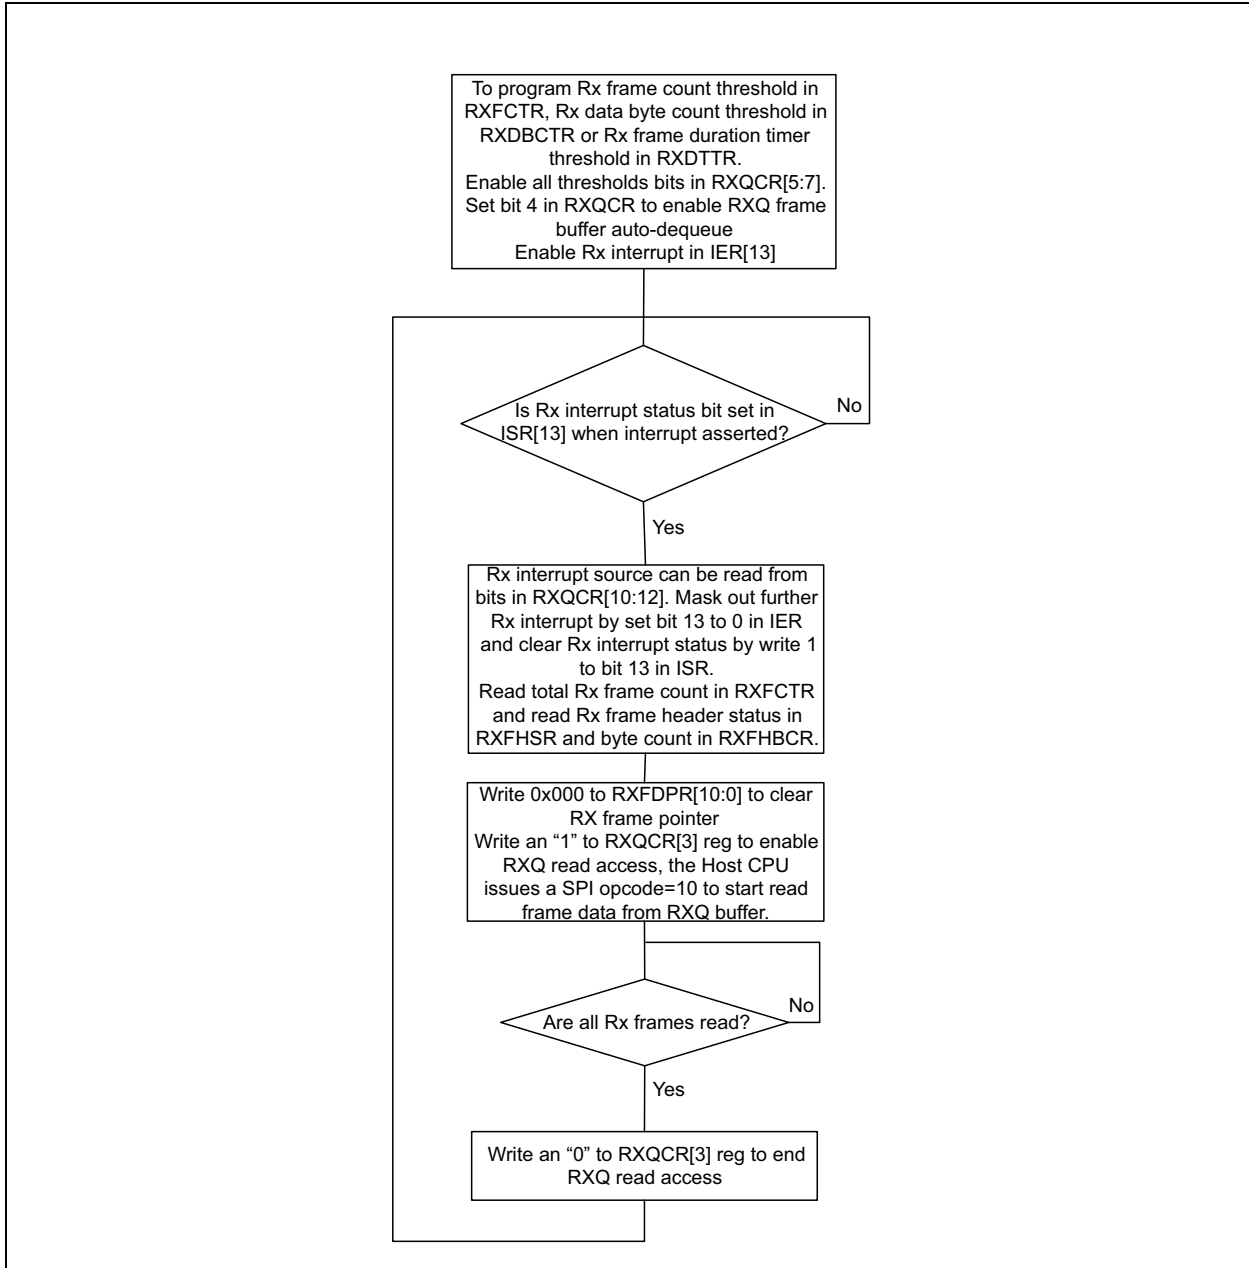 To program Rx frame count threshold in
RXFCTR, Rx data byte count threshold in
RXDBCTR or Rx frame duration timer
threshold in RXDTTR.
Enable all thresholds bits in RXQCR[5:7].
Set bit 4 in RXQCR to enable RXQ frame
buffer auto-dequeue
Enable Rx interrupt in IER[13]
Is Rx interrupt status bit set in
ISR[13] when interrupt asserted?
No
Yes
Rx interrupt source can be read from
bits in RXQCR[10:12]. Mask out further
Rx interrupt by set bit 13 to 0 in IER
and clear Rx interrupt status by write 1
to bit 13 in ISR.
Read total Rx frame count in RXFCTR
and read Rx frame header status in
RXFHSR and byte count in RXFHBCR.
Write 0x000 to RXFDPR[10:0] to clear
RX frame pointer
Write an “1” to RXQCR[3] reg to enable
RXQ read access, the Host CPU
issues a SPI opcode=10 to start read
frame data from RXQ buffer.
Are all Rx frames read?
No
Yes
Write an “0” to RXQCR[3] reg to end
RXQ read access